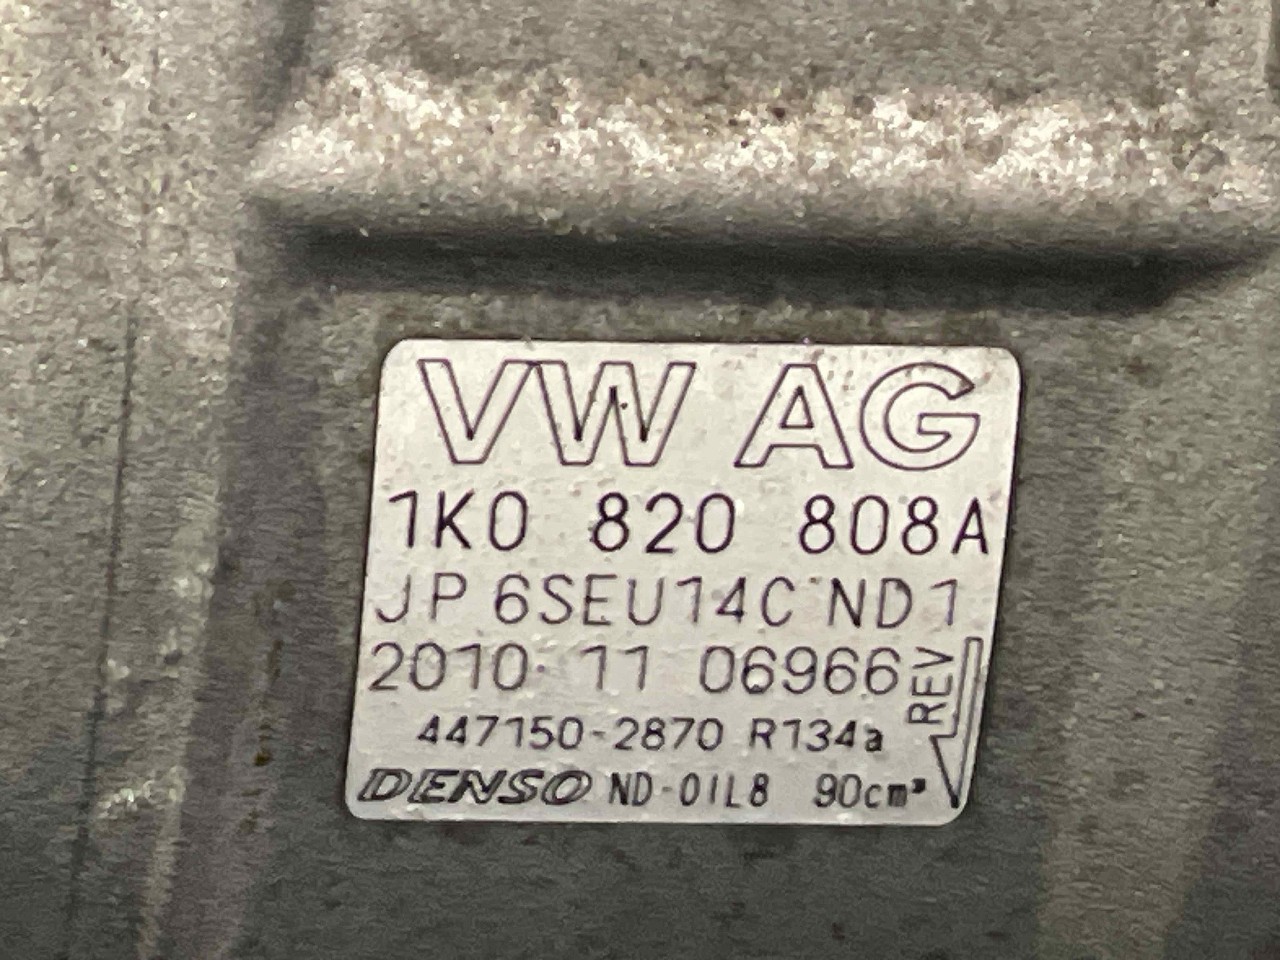 VW AG
1K0 820 808A
JP 6SEU14C ND1
2010 11 06966
REV
447150-2870 R134a
DENSO ND-OIL8 90cm³